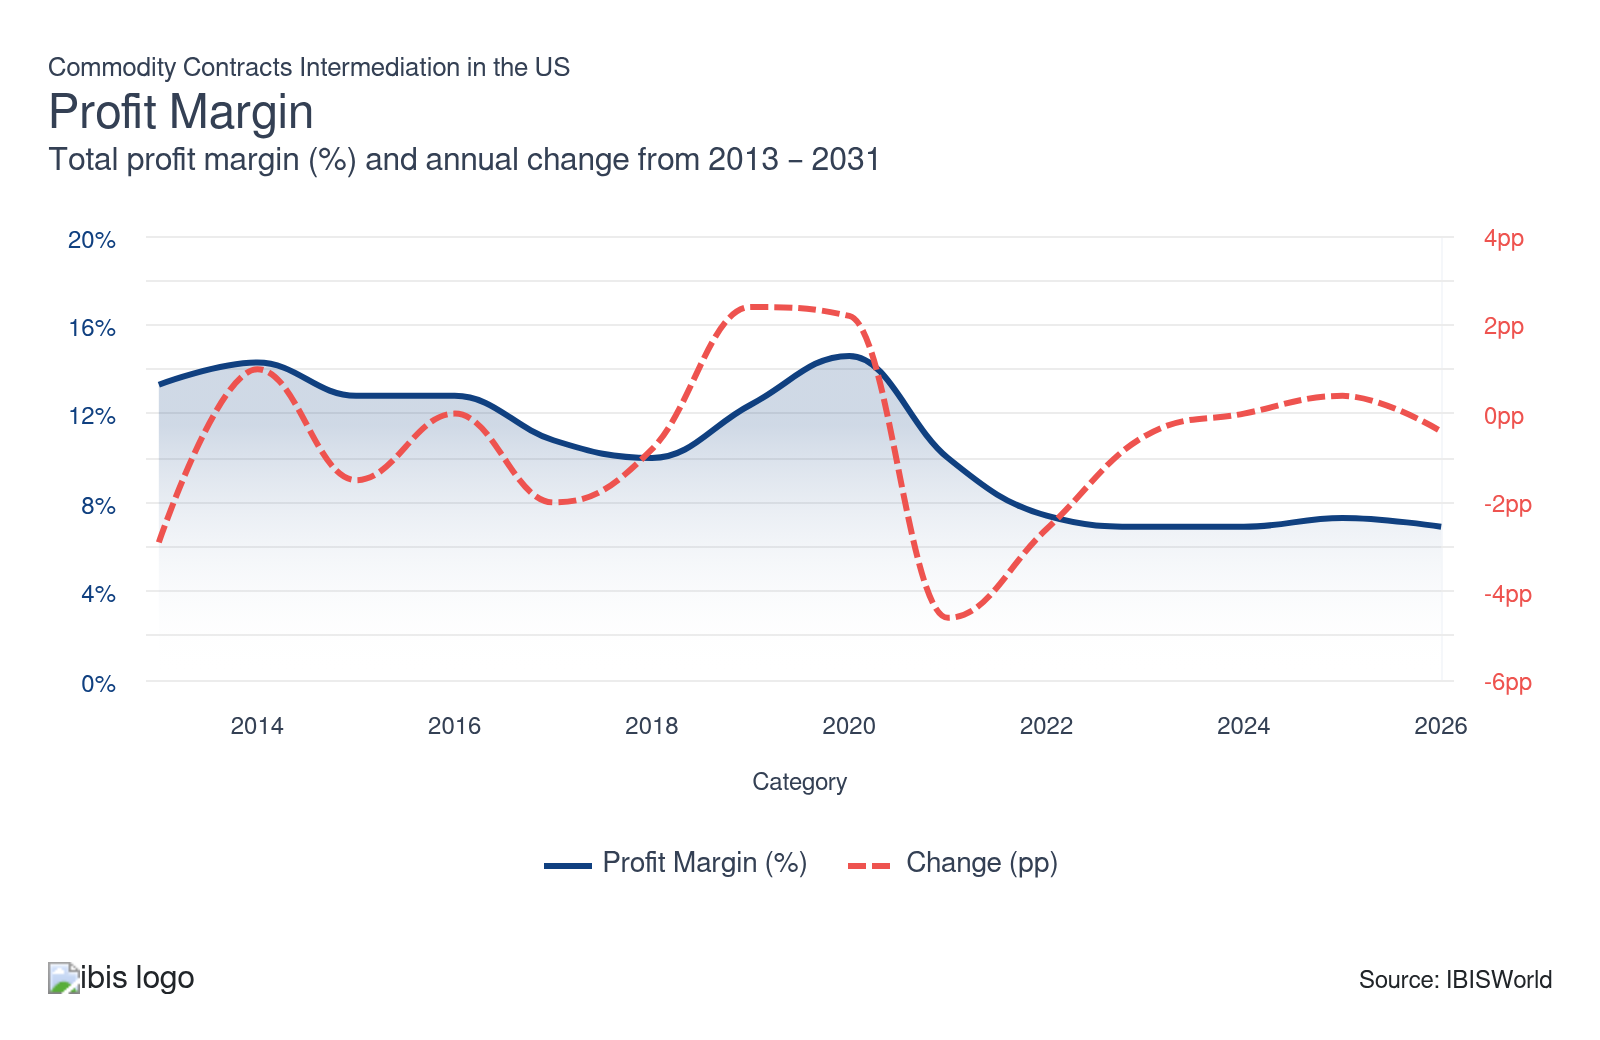 Commodity Contracts Intermediation in the US
Profit Margin
Total profit margin (%) and annual change from 2013 – 2031
20%
4pp
16%
2pp
12%
0pp
8%
-2pp
4%
-4pp
0%
-6pp
2014 2016 2018 2020 2022 2024 2026
Category
Profit Margin (%) Change (pp)
ibis logo
Source: IBISWorld